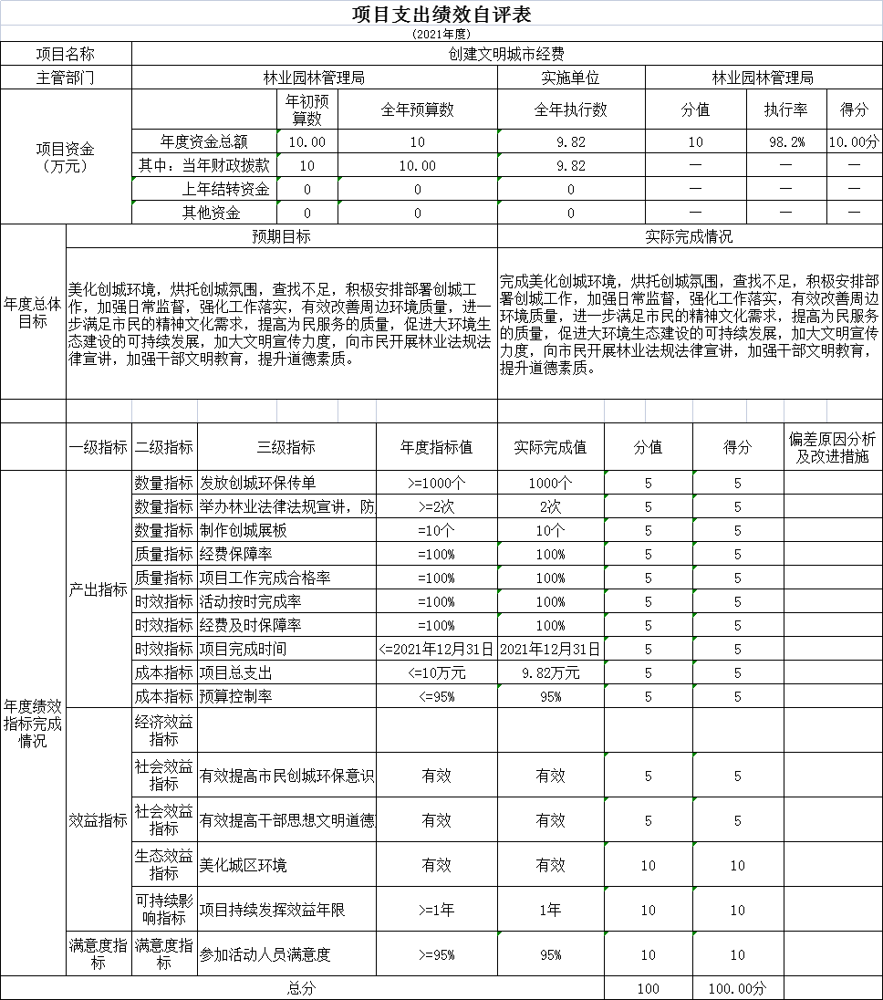 项目支出绩效自评表
(2021年度)
项目名称 创建文明城市经费
主管部门 林业园林管理局 实施单位 林业园林管理局
项目资金
（万元）
年初预
算数 全年预算数 全年执行数 分值 执行率 得分
年度资金总额 10.00 10 9.82 10 98.2% 10.00分
其中：当年财政拨款 10 10.00 9.82 — — —
上年结转资金 0 0 0 — — —
其他资金 0 0 0 — — —
年度总体
目标
预期目标 实际完成情况
美化创城环境，烘托创城氛围，查找不足，积极安排部署创城工
作，加强日常监督，强化工作落实，有效改善周边环境质量，进一
步满足市民的精神文化需求，提高为民服务的质量，促进大环境生
态建设的可持续发展，加大文明宣传力度，向市民开展林业法规法
律宣讲，加强干部文明教育，提升道德素质。
完成美化创城环境，烘托创城氛围，查找不足，积极安排部
署创城工作，加强日常监督，强化工作落实，有效改善周边
环境质量，进一步满足市民的精神文化需求，提高为民服务
的质量，促进大环境生态建设的可持续发展，加大文明宣传
力度，向市民开展林业法规法律宣讲，加强干部文明教育，
提升道德素质。
一级指标 二级指标 三级指标 年度指标值 实际完成值 分值 得分 偏差原因分析
及改进措施
年度绩效
指标完成
情况
产出指标
数量指标 发放创城环保传单 >=1000个 1000个 5 5
数量指标 举办林业法律法规宣讲，防 >=2次 2次 5 5
数量指标 制作创城展板 =10个 10个 5 5
质量指标 经费保障率 =100% 100% 5 5
质量指标 项目工作完成合格率 =100% 100% 5 5
时效指标 活动按时完成率 =100% 100% 5 5
时效指标 经费及时保障率 =100% 100% 5 5
时效指标 项目完成时间 <=2021年12月31日 2021年12月31日 5 5
成本指标 项目总支出 <=10万元 9.82万元 5 5
成本指标 预算控制率 <=95% 95% 5 5
效益指标
经济效益
指标
社会效益
指标 有效提高市民创城环保意识 有效 有效 5 5
社会效益
指标 有效提高干部思想文明道德 有效 有效 5 5
生态效益
指标 美化城区环境 有效 有效 10 10
可持续影
响指标 项目持续发挥效益年限 >=1年 1年 10 10
满意度指
标 满意度指
标 参加活动人员满意度 >=95% 95% 10 10
总分 100 100.00分